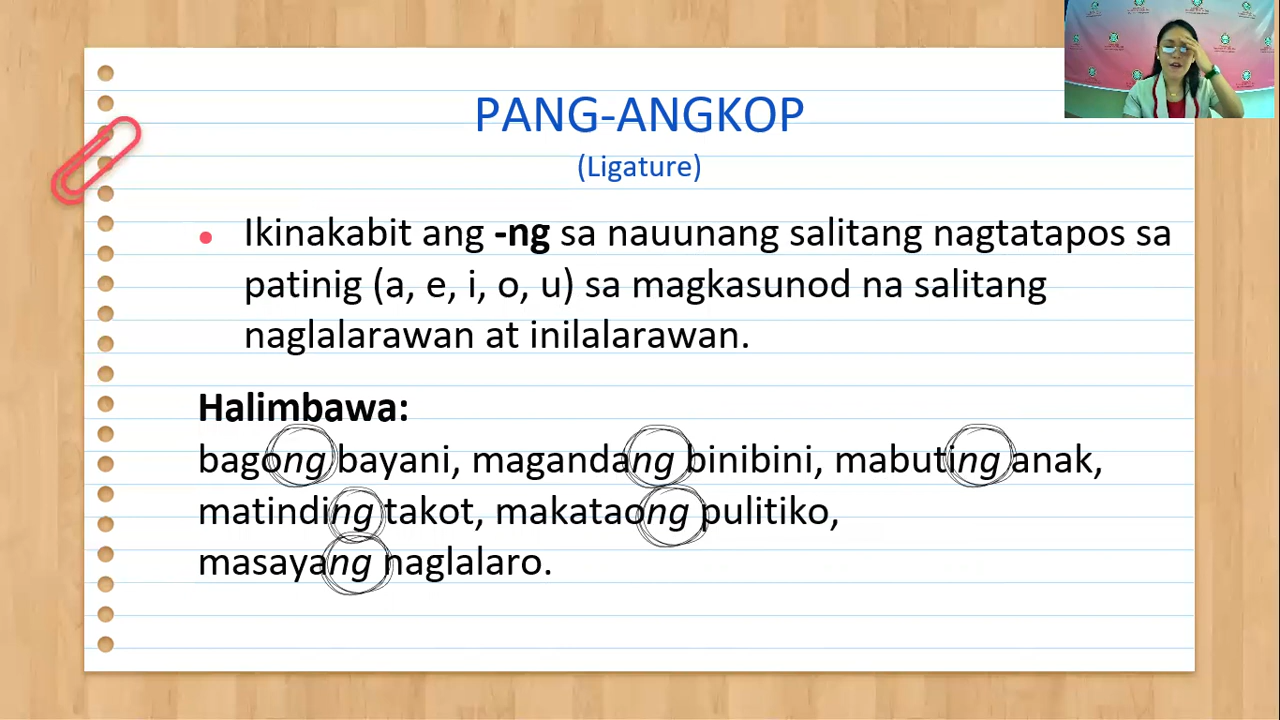 PANG-ANGKOP
(Ligature)
• Ikinakabit ang -ng sa nauunang salitang nagtatapos sa
patinig (a, e, i, o, u) sa magkasunod na salitang
naglalarawan at inilalarawan.
Halimbawa:
bagong bayani, magandang binibini, mabuting anak,
matinding takot, makataong pulitiko,
masayang naglalaro.